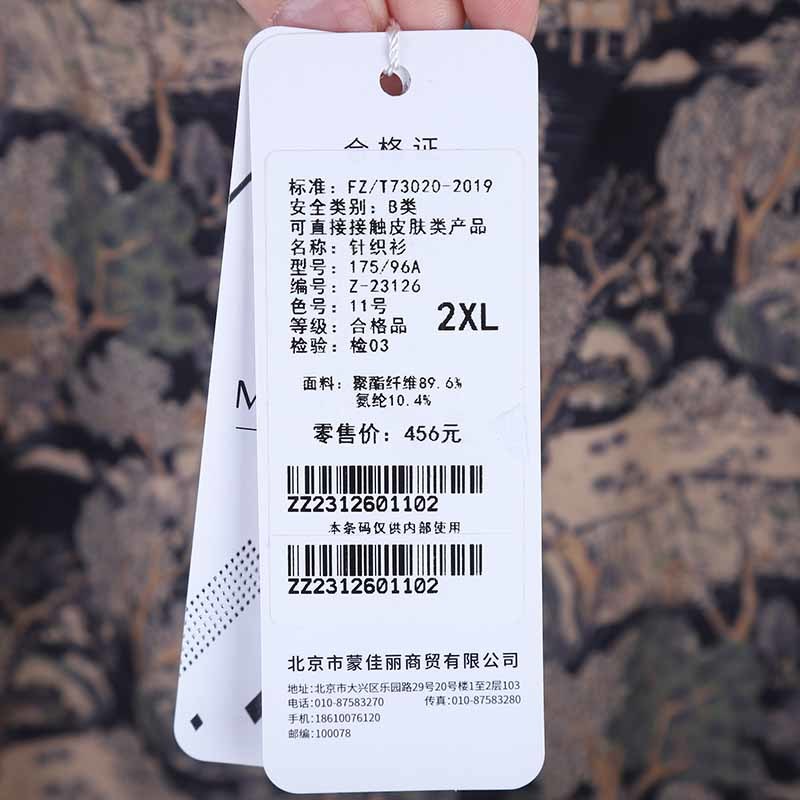 合格证
标准: FZ/T73020-2019
安全类别: B类
可直接接触皮肤类产品
名称: 针织衫
型号: 175/96A
编号: Z-23126
色号: 11号
等级: 合格品
2XL
检验: 检03
面料: 聚酯纤维89.6%
氨纶10.4%
零售价: 456元
ZZ2312601102
本条码仅供内部使用
ZZ2312601102
北京市蒙佳丽商贸有限公司
地址:北京市大兴区乐园路29号20号楼1至2层103
电话:010-87583270 传真:010-87583280
手机:18610076120
邮编:100078
M